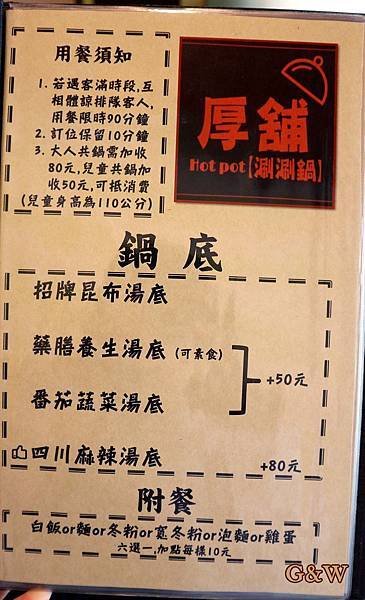 用餐須知
1. 若遇客滿時段,互
相體諒排隊客人,
用餐限時90分鐘
2. 訂位保留10分鐘
3. 大人共鍋需加收
80元,兒童共鍋加
收50元,可抵消費
(兒童身高為110公分)
厚舖
Hot pot【涮涮鍋】
鍋底
招牌昆布湯底
藥膳養生湯底 (可素食)
+50元
番茄蔬菜湯底
四川麻辣湯底 +80元
附餐
白飯or麵or冬粉or寬冬粉or泡麵or雞蛋
六選一,加點每樣10元
G&W